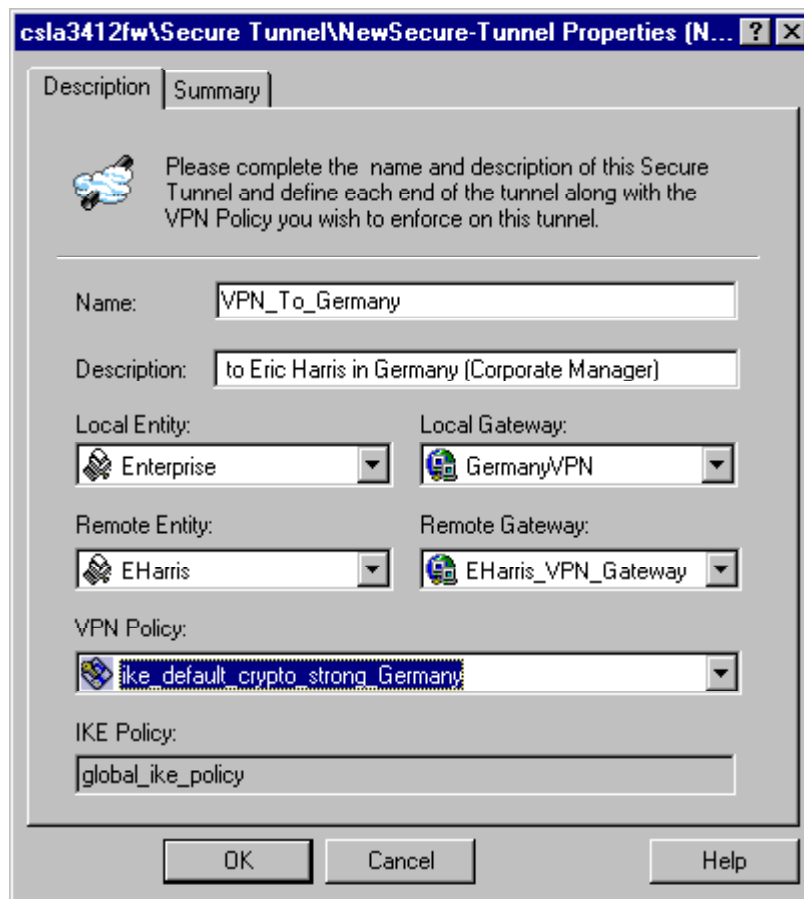 csla3412fw\Secure Tunnel\NewSecure-Tunnel Properties (N...
Description Summary
Please complete the name and description of this Secure
Tunnel and define each end of the tunnel along with the
VPN Policy you wish to enforce on this tunnel.
Name: VPN_To_Germany
Description: to Eric Harris in Germany (Corporate Manager)
Local Entity: Local Gateway:
Enterprise GermanyVPN
Remote Entity: Remote Gateway:
EHarris EHarris_VPN_Gateway
VPN Policy:
ike_default_crypto_strong_Germany
IKE Policy:
global_ike_policy
OK Cancel Help